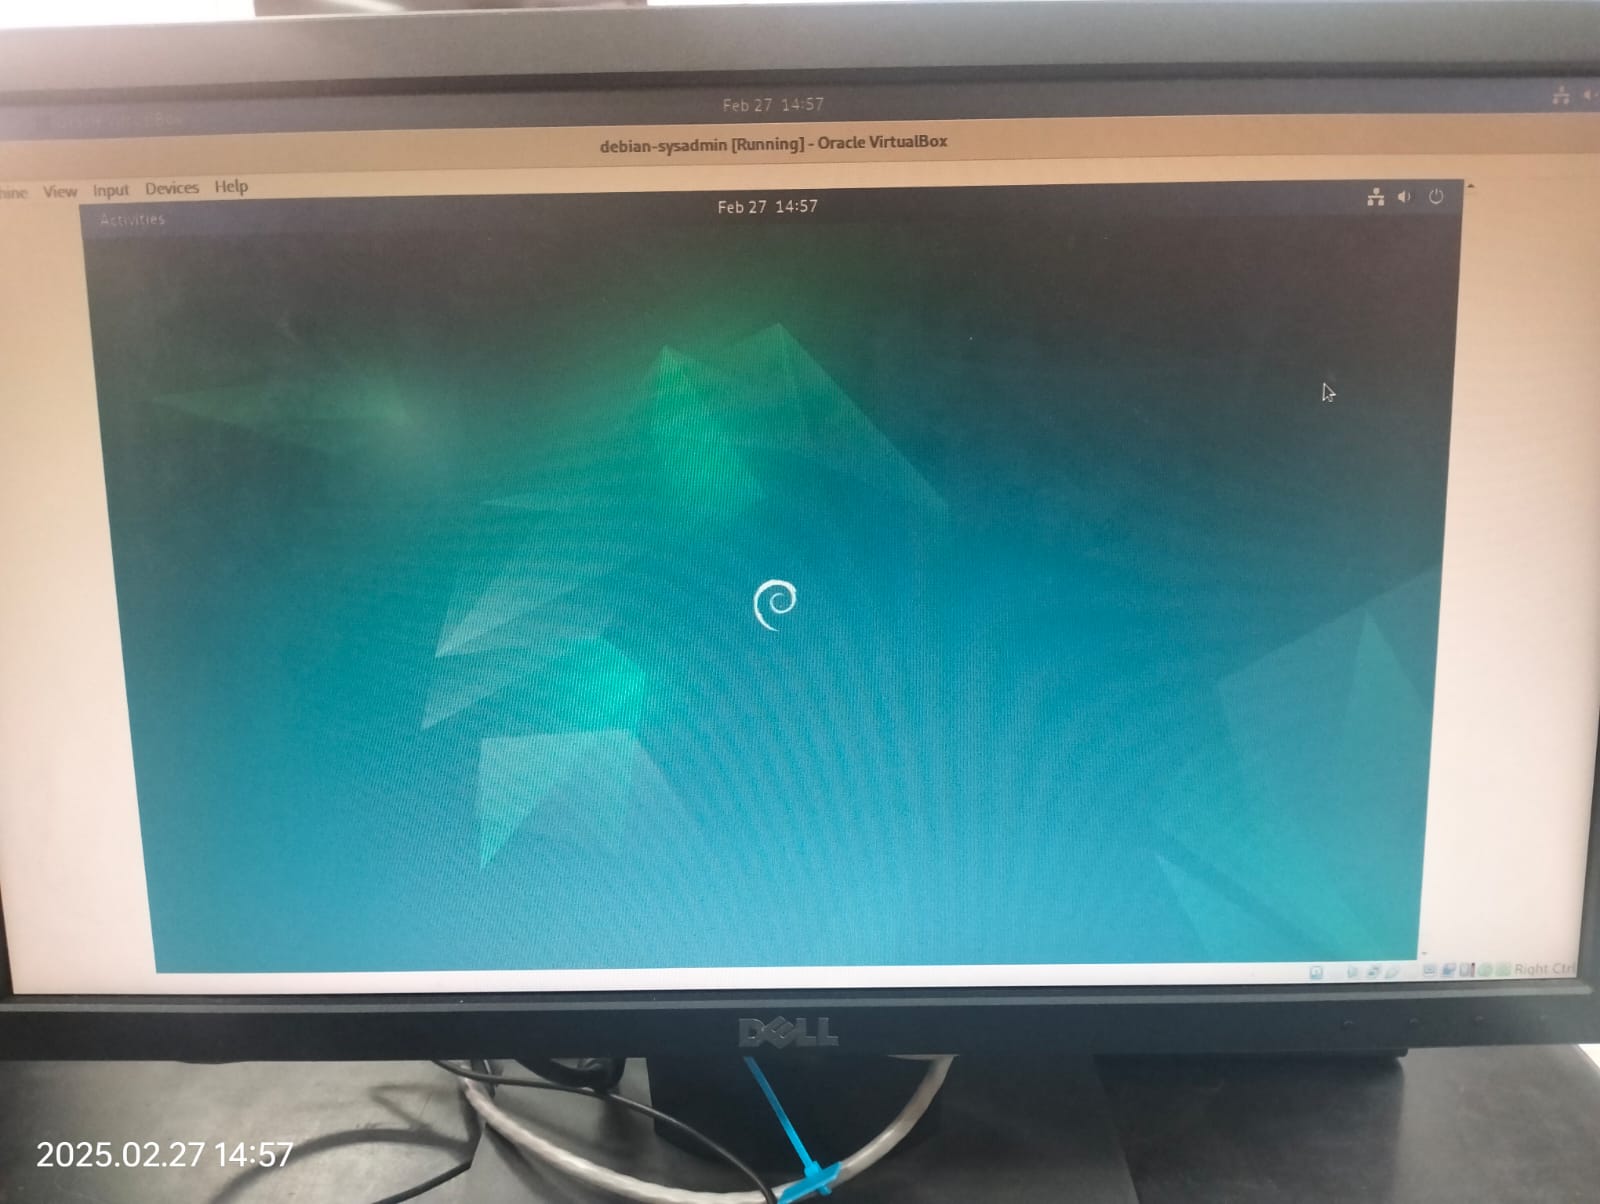 Feb 27 14:57
debian-sysadmin [Running] - Oracle VirtualBox
View Input Devices Help
Activities
Feb 27 14:57
Right Ctrl
DELL
2025.02.27 14:57